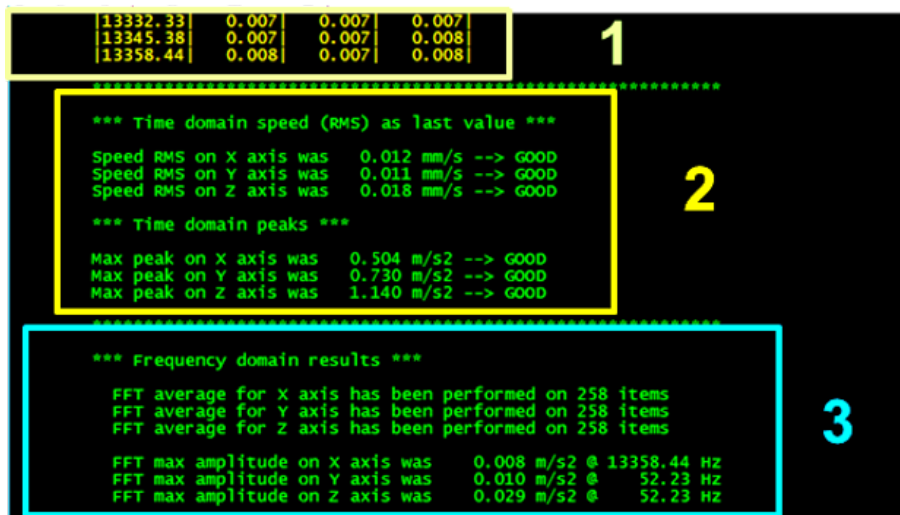 |13332.33| 0.007| 0.007| 0.007|
|13345.38| 0.007| 0.007| 0.008|
|13358.44| 0.008| 0.007| 0.008|
1
*************************************************************
*** Time domain speed (RMS) as last value ***
Speed RMS on X axis was 0.012 mm/s --> GOOD
Speed RMS on Y axis was 0.011 mm/s --> GOOD
Speed RMS on Z axis was 0.018 mm/s --> GOOD
2
*** Time domain peaks ***
Max peak on X axis was 0.504 m/s2 --> GOOD
Max peak on Y axis was 0.730 m/s2 --> GOOD
Max peak on Z axis was 1.140 m/s2 --> GOOD
*************************************************************
*** Frequency domain results ***
FFT average for X axis has been performed on 258 items
FFT average for Y axis has been performed on 258 items
FFT average for Z axis has been performed on 258 items
3
FFT max amplitude on X axis was 0.008 m/s2 @ 13358.44 Hz
FFT max amplitude on Y axis was 0.010 m/s2 @ 52.23 Hz
FFT max amplitude on Z axis was 0.029 m/s2 @ 52.23 Hz